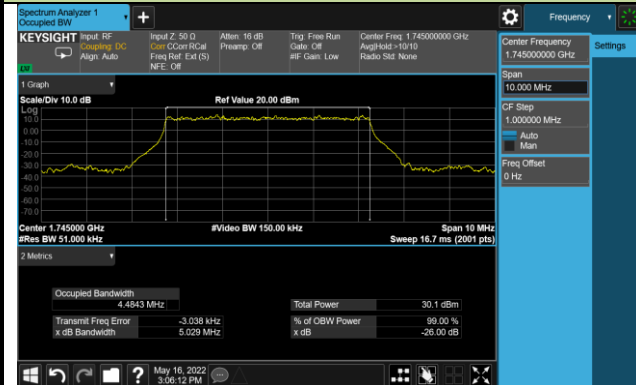 Spectrum Analyzer 1
Occupied BW
Frequency
KEYSIGHT
Input: RF
Coupling: DC
Align: Auto
Input Z: 50 Ω
Corr CCorr RCal
Freq Ref: Ext (S)
NFE: Off
Atten: 16 dB
Preamp: Off
Trig: Free Run
Gate: Off
#IF Gain: Low
Center Freq: 1.745000000 GHz
Avg|Hold:>10/10
Radio Std: None
Center Frequency
1.745000000 GHz
Settings
Span
10.000 MHz
CF Step
1.000000 MHz
Auto
Man
Freq Offset
0 Hz
1 Graph
Scale/Div 10.0 dB
Ref Value 20.00 dBm
Log
10.0
0.00
-10.0
-20.0
-30.0
-40.0
-50.0
-60.0
-70.0
Center 1.745000 GHz
#Video BW 150.00 kHz
Span 10 MHz
#Res BW 51.000 kHz
Sweep 16.7 ms (2001 pts)
2 Metrics
Occupied Bandwidth
4.4843 MHz
Total Power
30.1 dBm
Transmit Freq Error
-3.038 kHz
% of OBW Power
99.00 %
x dB Bandwidth
5.029 MHz
x dB
-26.00 dB
May 16, 2022
3:06:12 PM